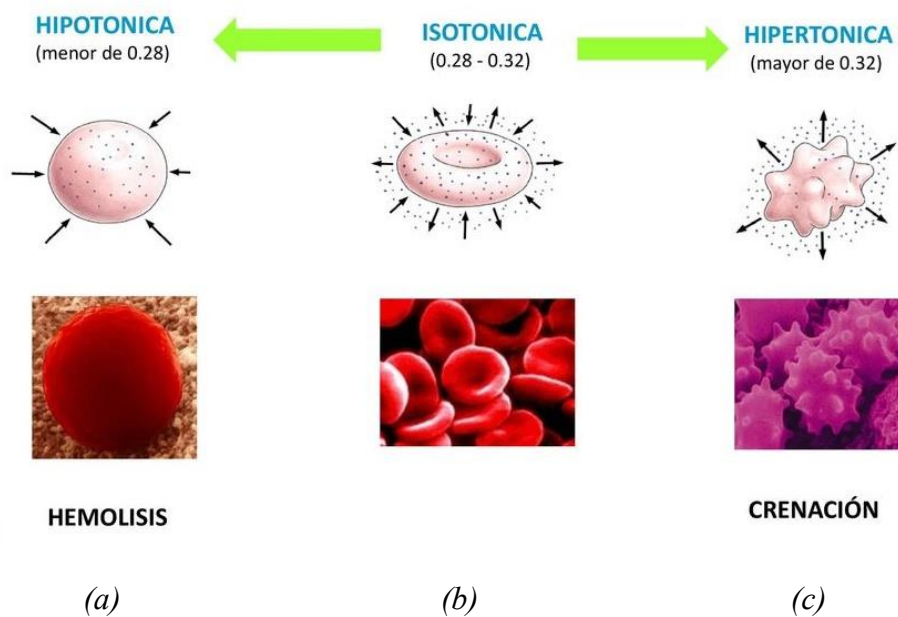 HIPOTONICA
(menor de 0.28)
ISOTONICA
(0.28 - 0.32)
HIPERTONICA
(mayor de 0.32)
HEMOLISIS
CRENACIÓN
(a)
(b)
(c)